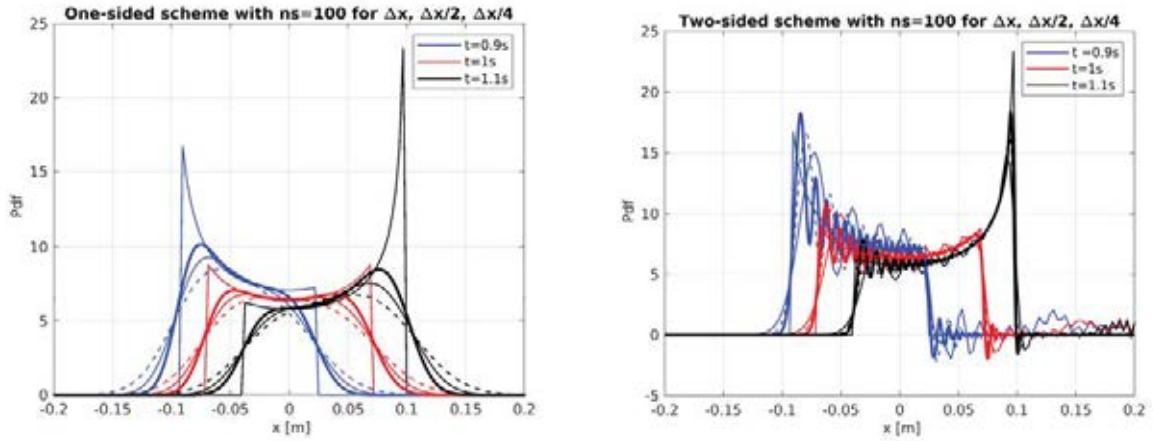 One-sided scheme with ns=100 for Δx, Δx/2, Δx/4
25
20
15
10
5
0
Pdf
-0.2 -0.15 -0.1 -0.05 0 0.05 0.1 0.15 0.2
x [m]
t=0.9s
t=1s
t=1.1s
Two-sided scheme with ns=100 for Δx, Δx/2, Δx/4
25
20
15
10
5
0
-5
Pdf
-0.2 -0.15 -0.1 -0.05 0 0.05 0.1 0.15 0.2
x [m]
t =0.9s
t=1s
t=1.1s